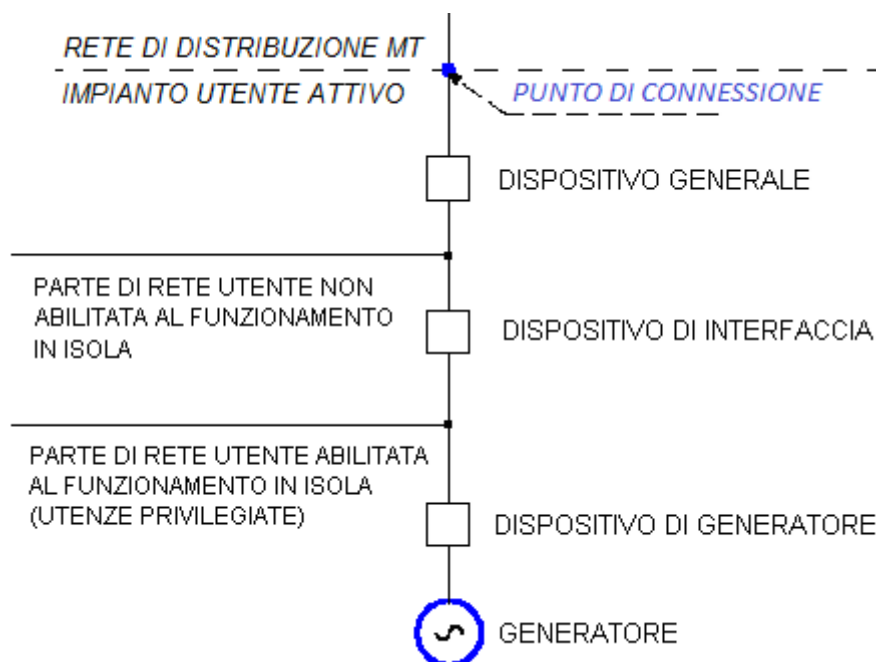 RETE DI DISTRIBUZIONE MT
IMPIANTO UTENTE ATTIVO
PUNTO DI CONNESSIONE
DISPOSITIVO GENERALE
PARTE DI RETE UTENTE NON
ABILITATA AL FUNZIONAMENTO
IN ISOLA
DISPOSITIVO DI INTERFACCIA
PARTE DI RETE UTENTE ABILITATA
AL FUNZIONAMENTO IN ISOLA
(UTENZE PRIVILEGIATE)
DISPOSITIVO DI GENERATORE
GENERATORE